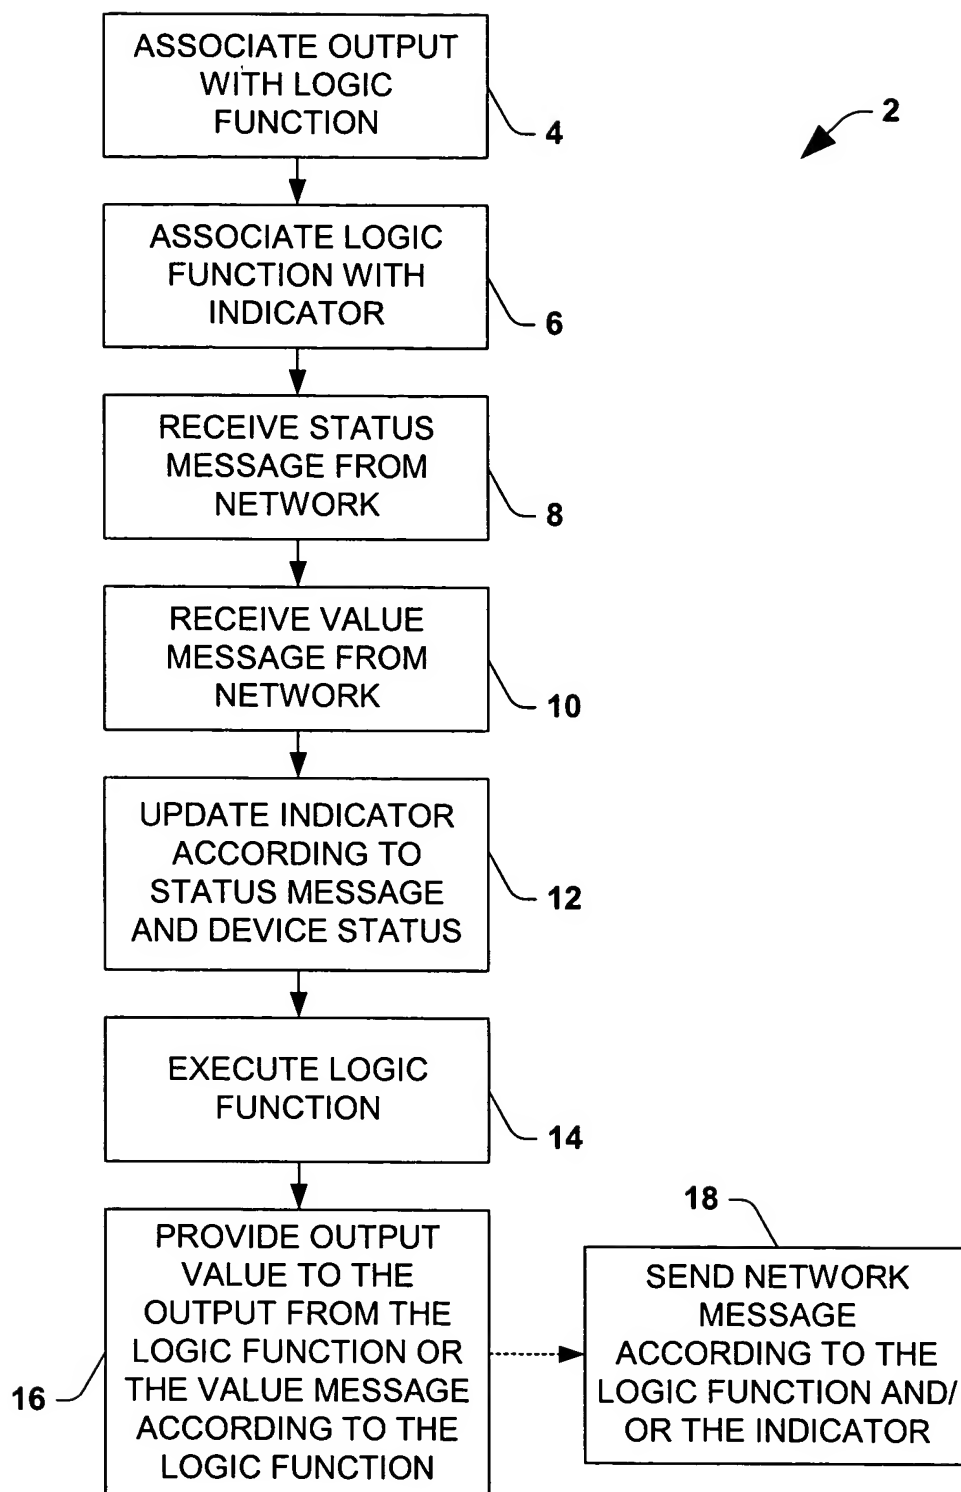 ASSOCIATE OUTPUT
WITH LOGIC
FUNCTION
4
2
ASSOCIATE LOGIC
FUNCTION WITH
INDICATOR
6
RECEIVE STATUS
MESSAGE FROM
NETWORK
8
RECEIVE VALUE
MESSAGE FROM
NETWORK
10
UPDATE INDICATOR
ACCORDING TO
STATUS MESSAGE
AND DEVICE STATUS
12
EXECUTE LOGIC
FUNCTION
14
PROVIDE OUTPUT
VALUE TO THE
OUTPUT FROM THE
LOGIC FUNCTION OR
THE VALUE MESSAGE
ACCORDING TO THE
LOGIC FUNCTION
16
18
SEND NETWORK
MESSAGE
ACCORDING TO THE
LOGIC FUNCTION AND/
OR THE INDICATOR